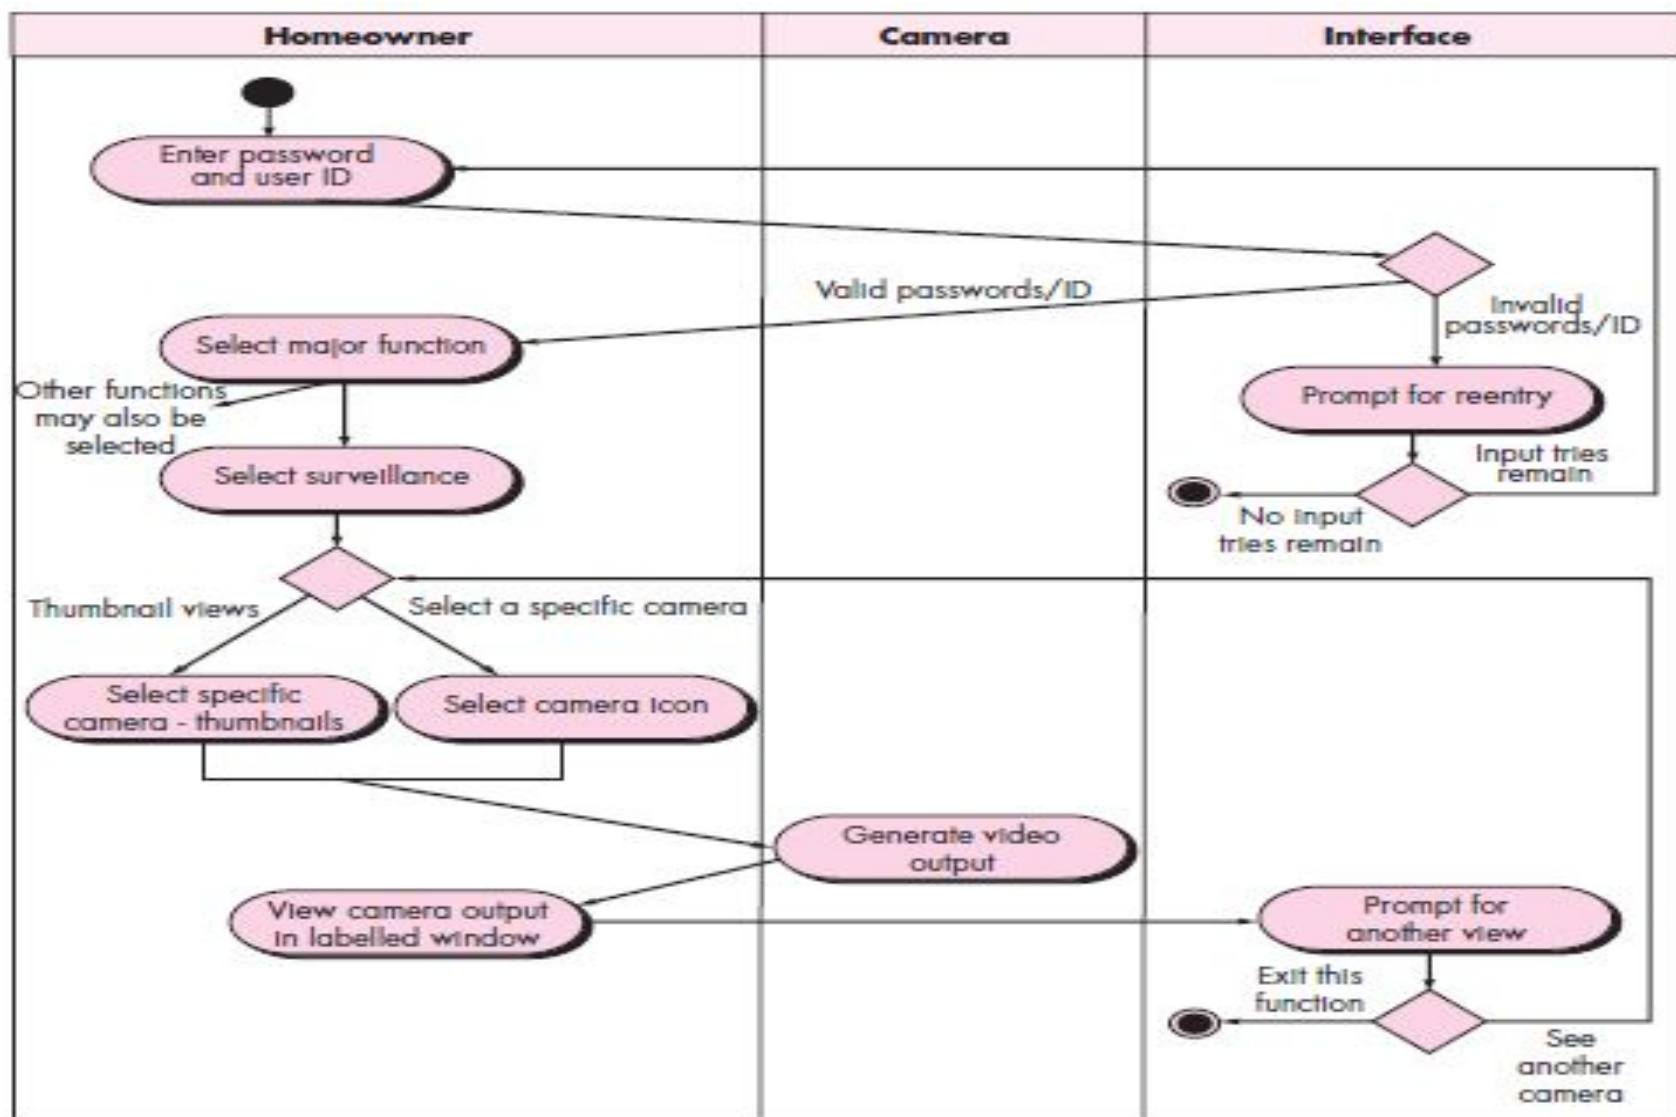 Homeowner
Camera
Interface
Enter password
and user ID
Valid passwords/ID
Invalid
passwords/ID
Select major function
Other functions
may also be
selected
Prompt for reentry
Input tries
remain
Select surveillance
No input
tries remain
Thumbnail views
Select a specific camera
Select specific
camera - thumbnails
Select camera icon
Generate video
output
View camera output
in labelled window
Prompt for
another view
Exit this
function
See
another
camera